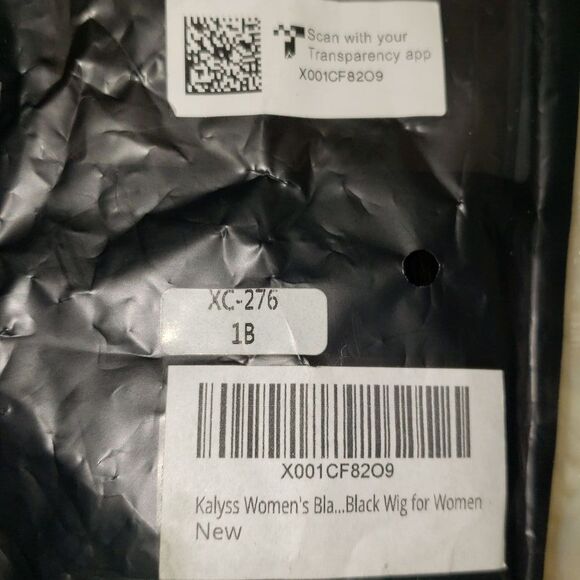 Scan with your
Transparency app
X001CF82O9
XC-276
1B
X001CF82O9
Kalyss Women's Bla...Black Wig for Women
New